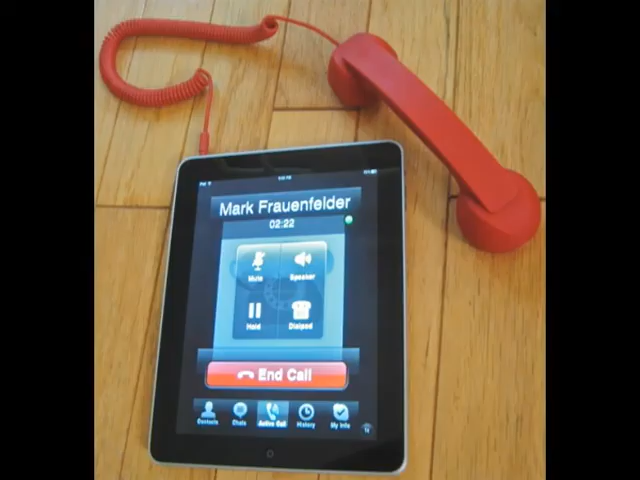 Mark Frauenfelder
02:22
Mute Speaker
Hold Dialpad
End Call
Contacts Chats Active Call History My Info